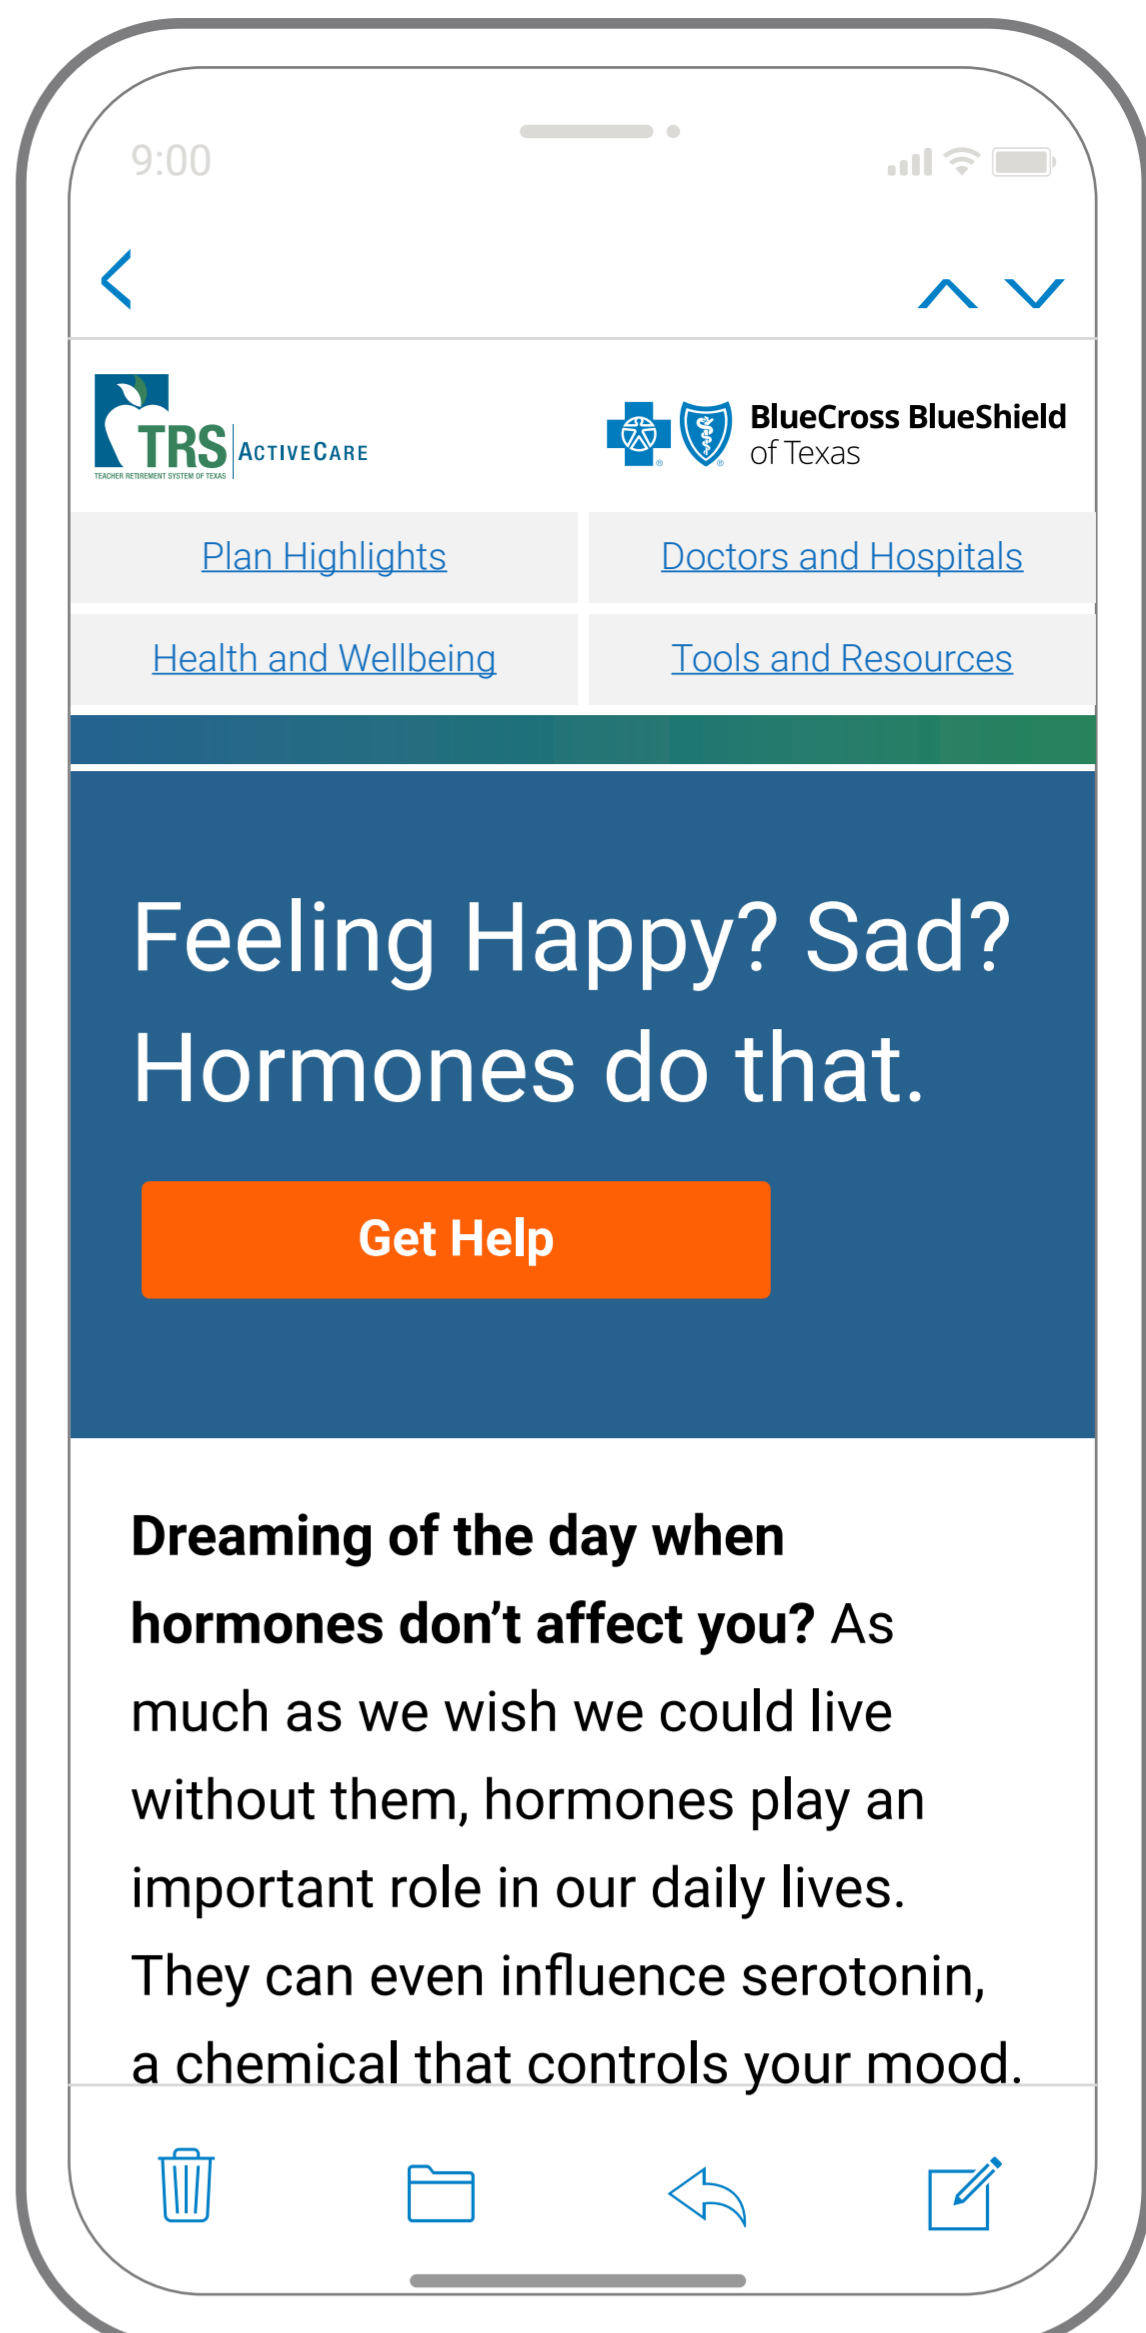 9:00
TRS ACTIVECARE
TEACHER RETIREMENT SYSTEM OF TEXAS
BlueCross BlueShield
of Texas
Plan Highlights
Doctors and Hospitals
Health and Wellbeing
Tools and Resources
Feeling Happy? Sad?
Hormones do that.
Get Help
Dreaming of the day when
hormones don’t affect you? As
much as we wish we could live
without them, hormones play an
important role in our daily lives.
They can even influence serotonin,
a chemical that controls your mood.